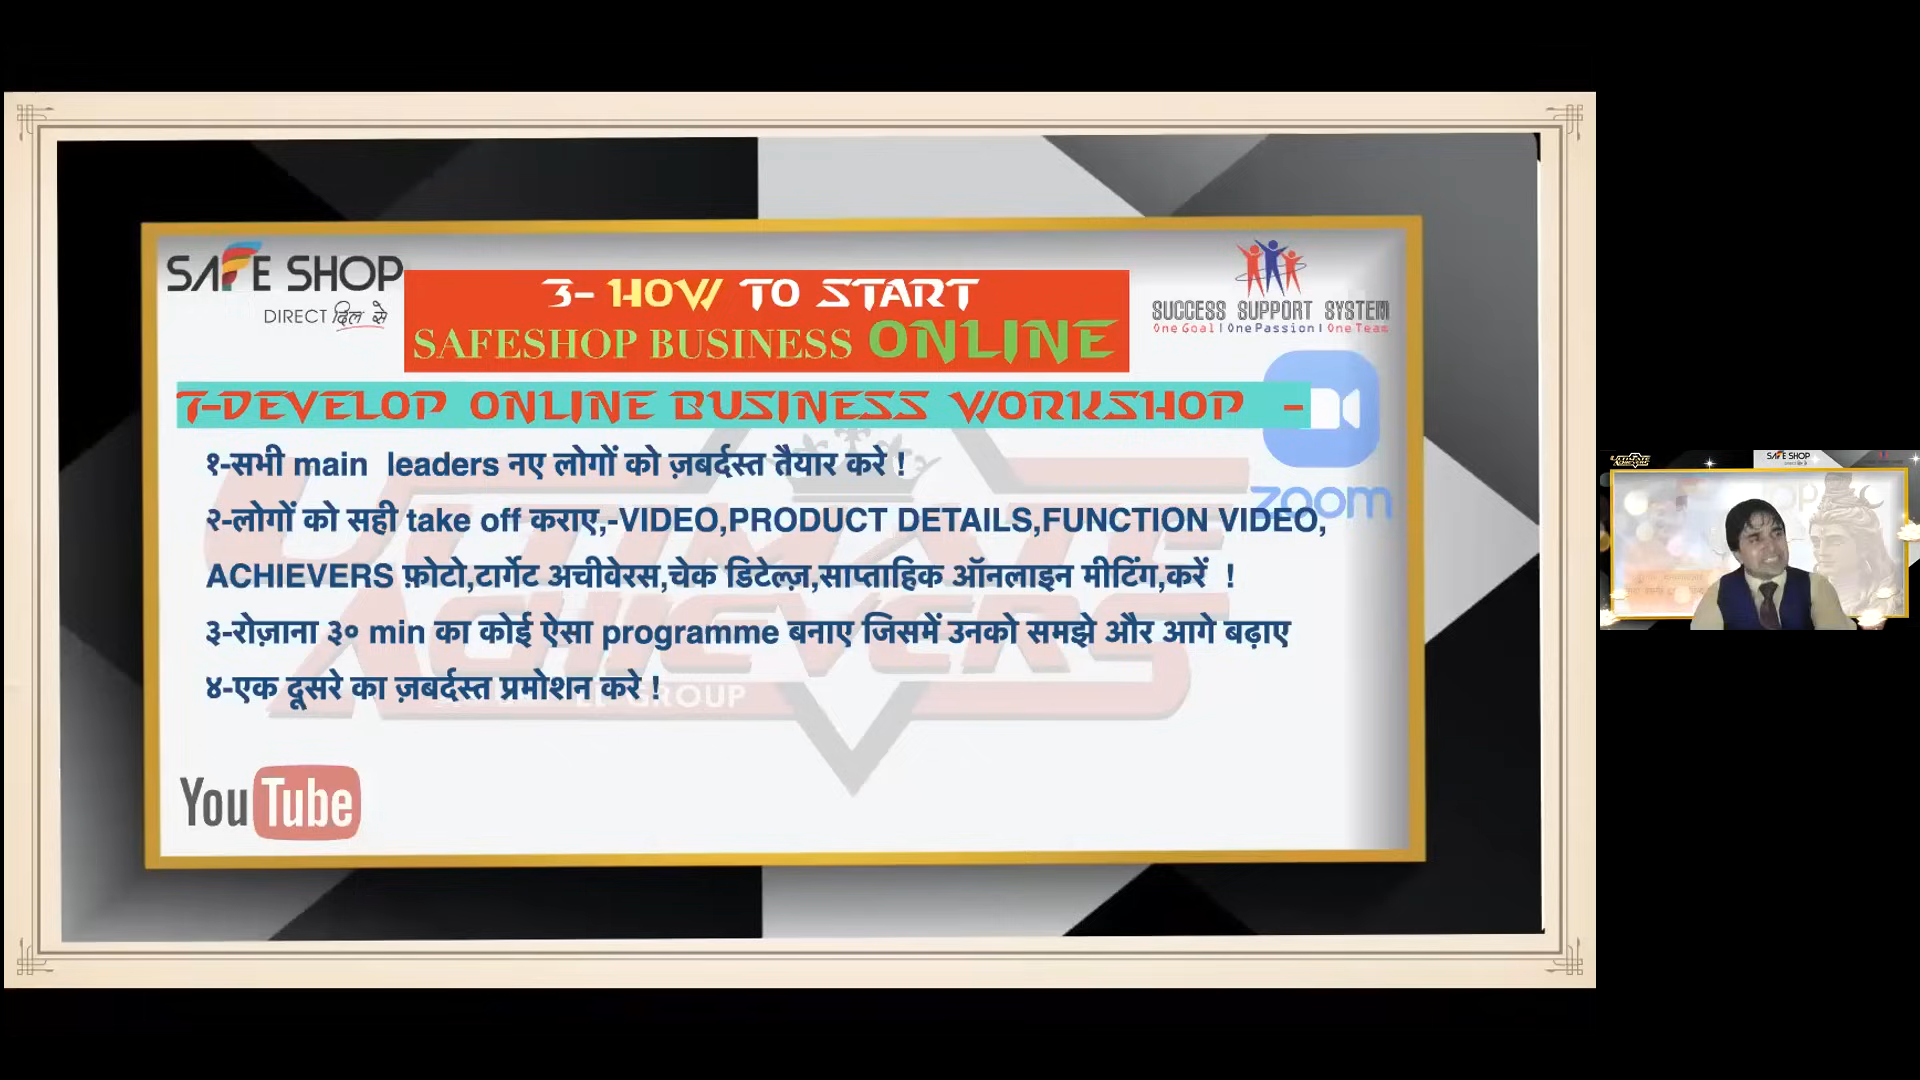 SAFE SHOP
DIRECT दिल से
3- HOW TO START
SAFESHOP BUSINESS ONLINE
SUCCESS SUPPORT SYSTEM
One Goal | One Passion | One Team
7-DEVELOP ONLINE BUSINESS WORKSHOP -
zoom
१-सभी main leaders नए लोगों को ज़बर्दस्त तैयार करे !
२-लोगों को सही take off कराए,-VIDEO,PRODUCT DETAILS,FUNCTION VIDEO,
ACHIEVERS फ़ोटो,टार्गेट अचीवेरस,चेक डिटेल्ज़,साप्ताहिक ऑनलाइन मीटिंग,करें !
३-रोज़ाना ३० min का कोई ऐसा programme बनाए जिसमें उनको समझे और आगे बढ़ाए
४-एक दूसरे का ज़बर्दस्त प्रमोशन करे !
ULTIMATE
ACHIEVERS
GROUP
YouTube
SAFE SHOP